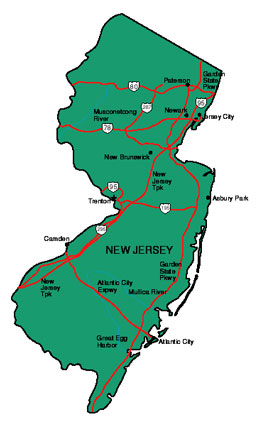 Garden
State
Pkwy
Paterson
80
287
95
Musconetcong
River
Newark
Jersey City
78
New Brunswick
95
New
Jersey
Tpk
Trenton
195
Asbury Park
295
Camden
NEW JERSEY
Garden
State
Pkwy
New
Jersey
Tpk
Atlantic City
Expwy
Mullica River
Great Egg
Harbor
Atlantic City